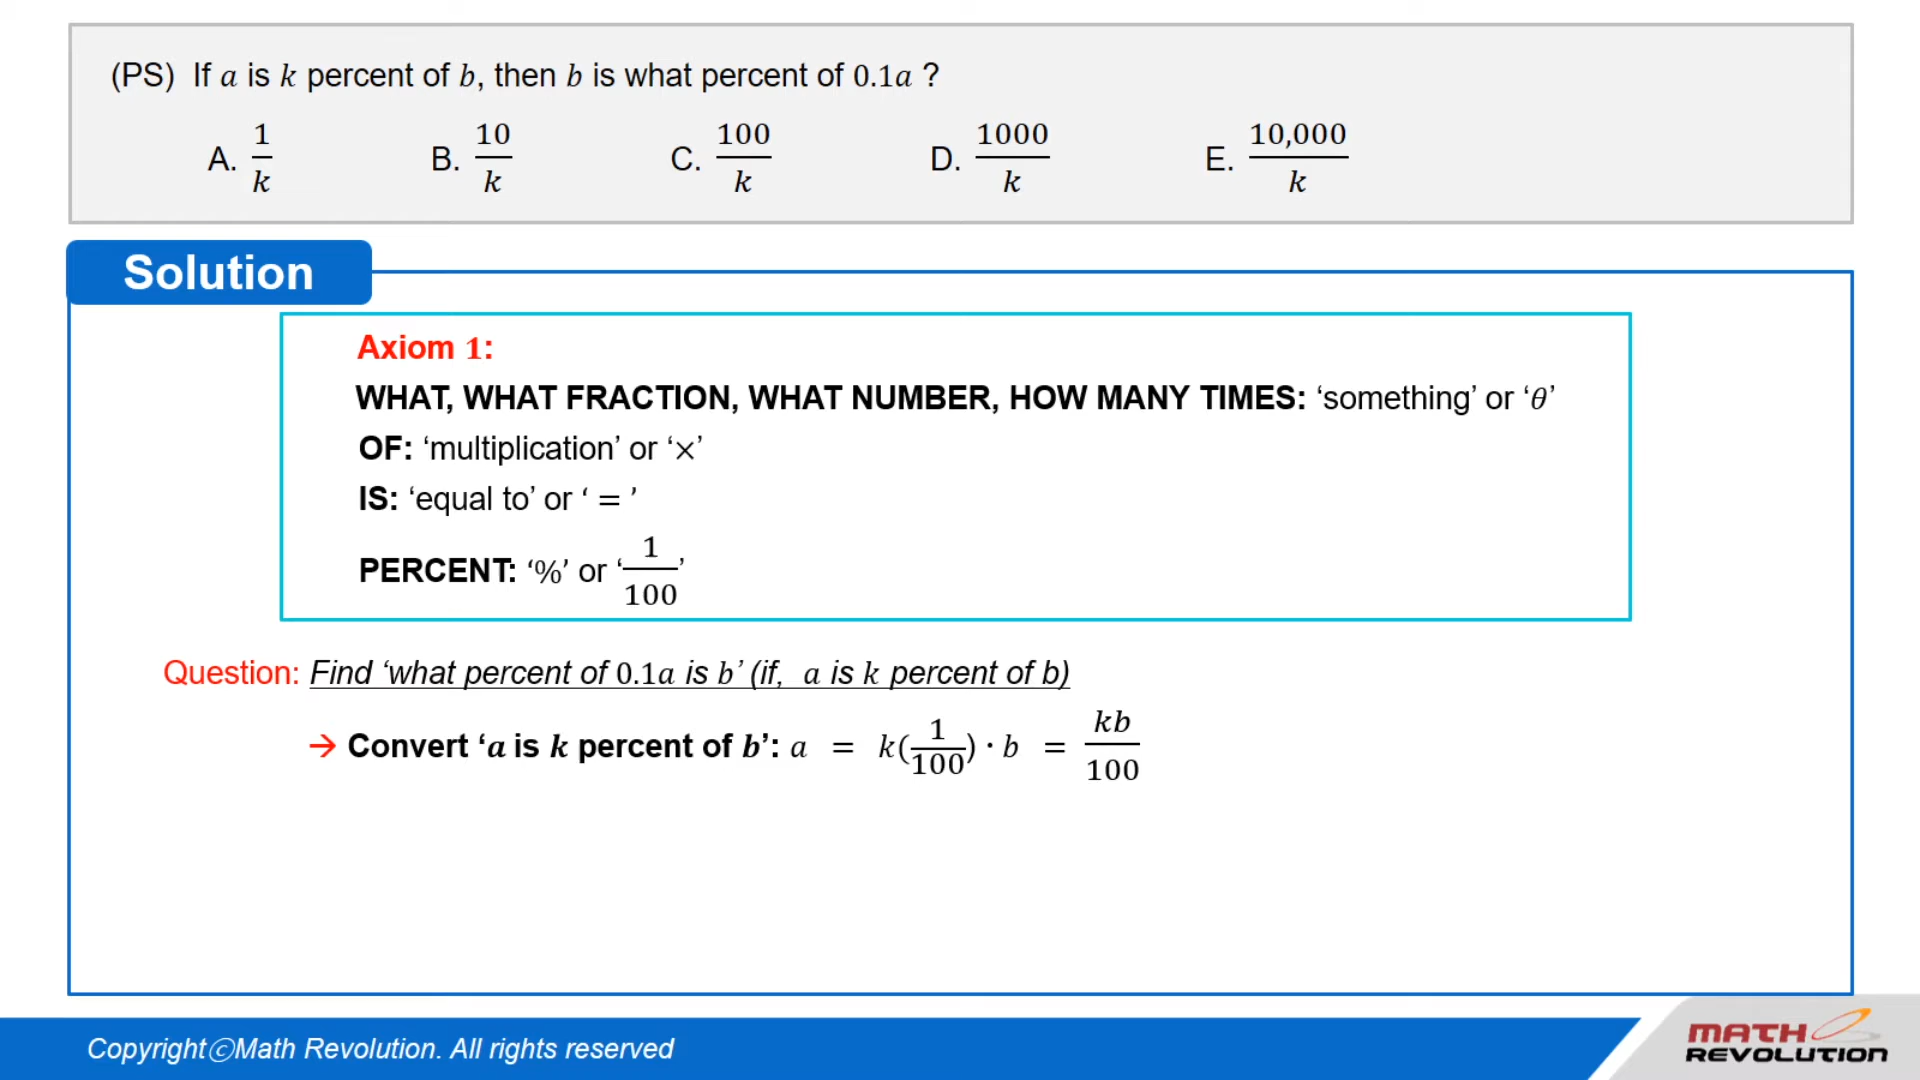 (PS) If a is k percent of b, then b is what percent of 0.1a ?
A. 1/k B. 10/k C. 100/k D. 1000/k E. 10,000/k
Solution
Axiom 1:
WHAT, WHAT FRACTION, WHAT NUMBER, HOW MANY TIMES: ‘something’ or ‘θ’
OF: ‘multiplication’ or ‘×’
IS: ‘equal to’ or ‘ = ’
PERCENT: ‘%’ or ‘1/100’
Question: Find ‘what percent of 0.1a is b’ (if, a is k percent of b)
→ Convert ‘a is k percent of b’: a = k(1/100) · b = kb/100
Copyright ⓒMath Revolution. All rights reserved
MATH
REVOLUTION